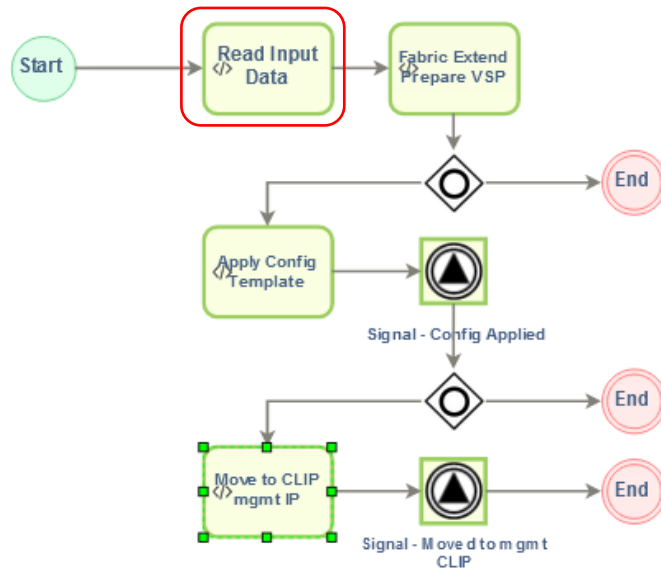 Start
Read Input
</> Data
Fabric Extend
</> Prepare VSP
End
Apply Config
</> Template
Signal - Config Applied
End
Move to CLIP
</> mgmt IP
End
Signal - Moved to mgmt
CLIP